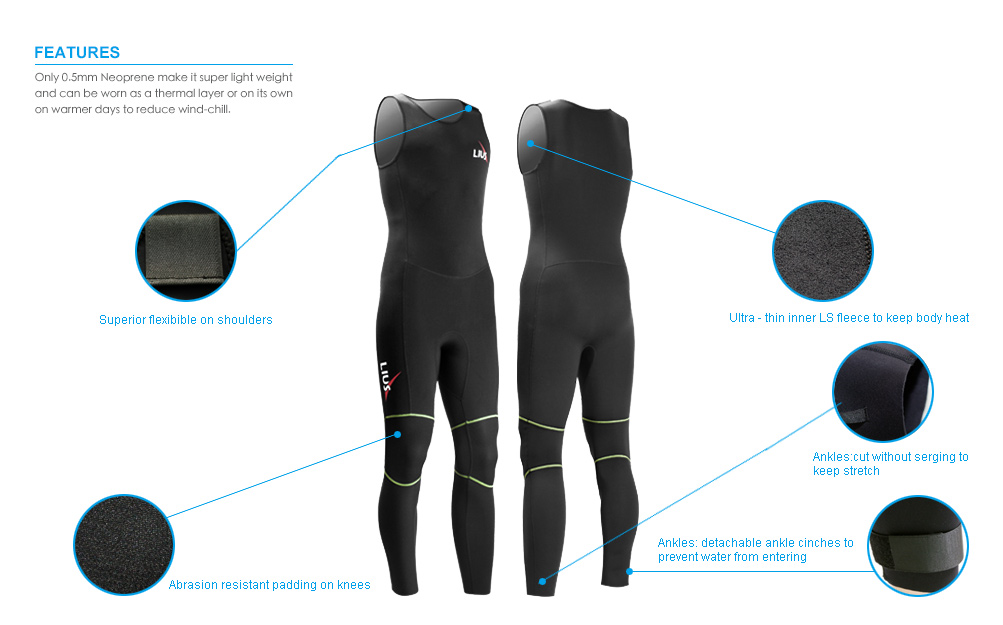 FEATURES
Only 0.5mm Neoprene make it super light weight
and can be worn as a thermal layer or on its own
on warmer days to reduce wind-chill.
LIUS
Superior flexibible on shoulders
Ultra - thin inner LS fleece to keep body heat
LIUS
Ankles:cut without serging to
keep stretch
Ankles: detachable ankle cinches to
prevent water from entering
Abrasion resistant padding on knees